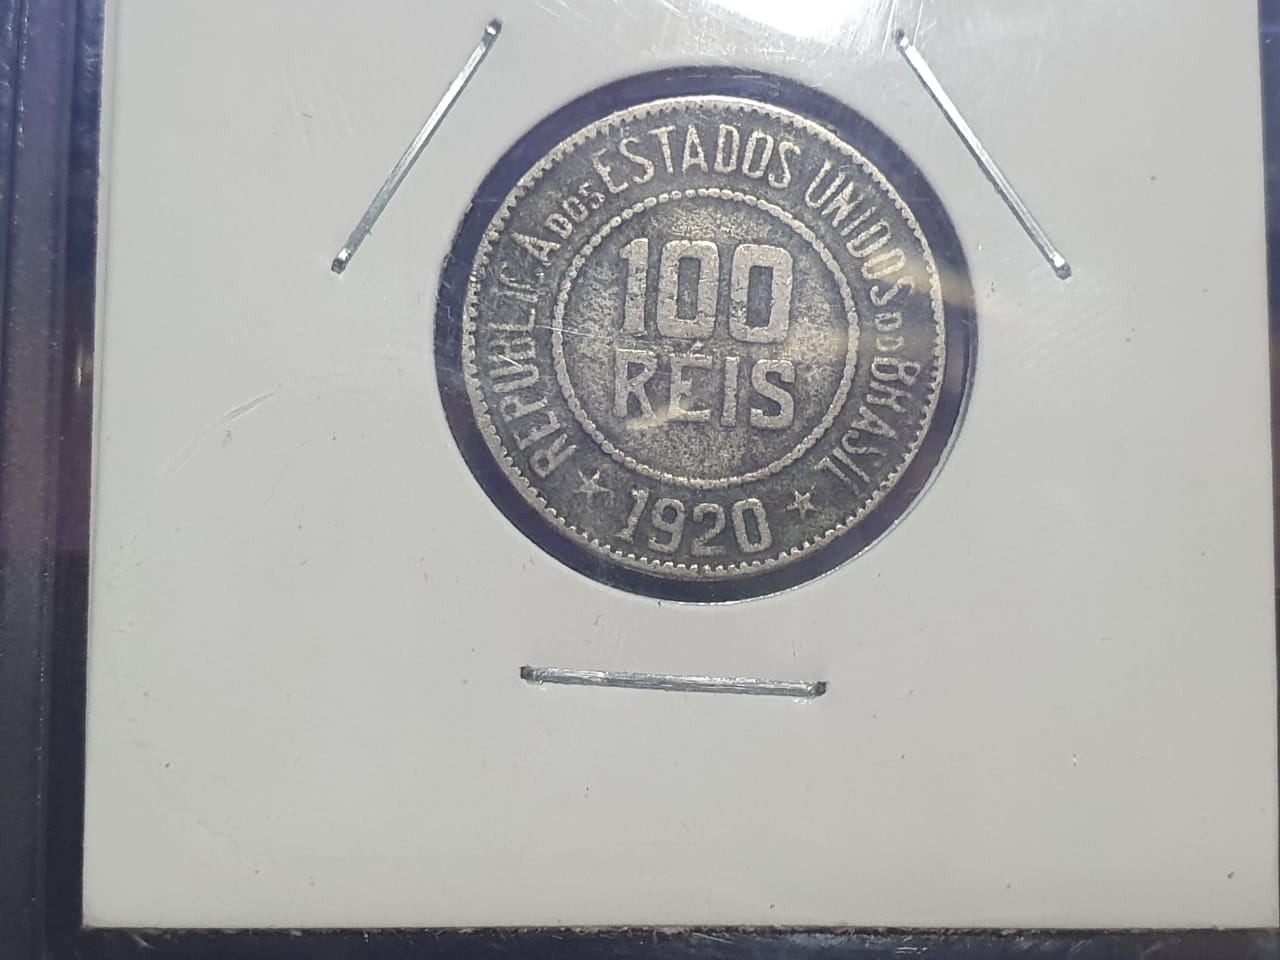 REPUBLICA DOS ESTADOS UNIDOS DO BRASIL
100
RÉIS
★ 1920 ★